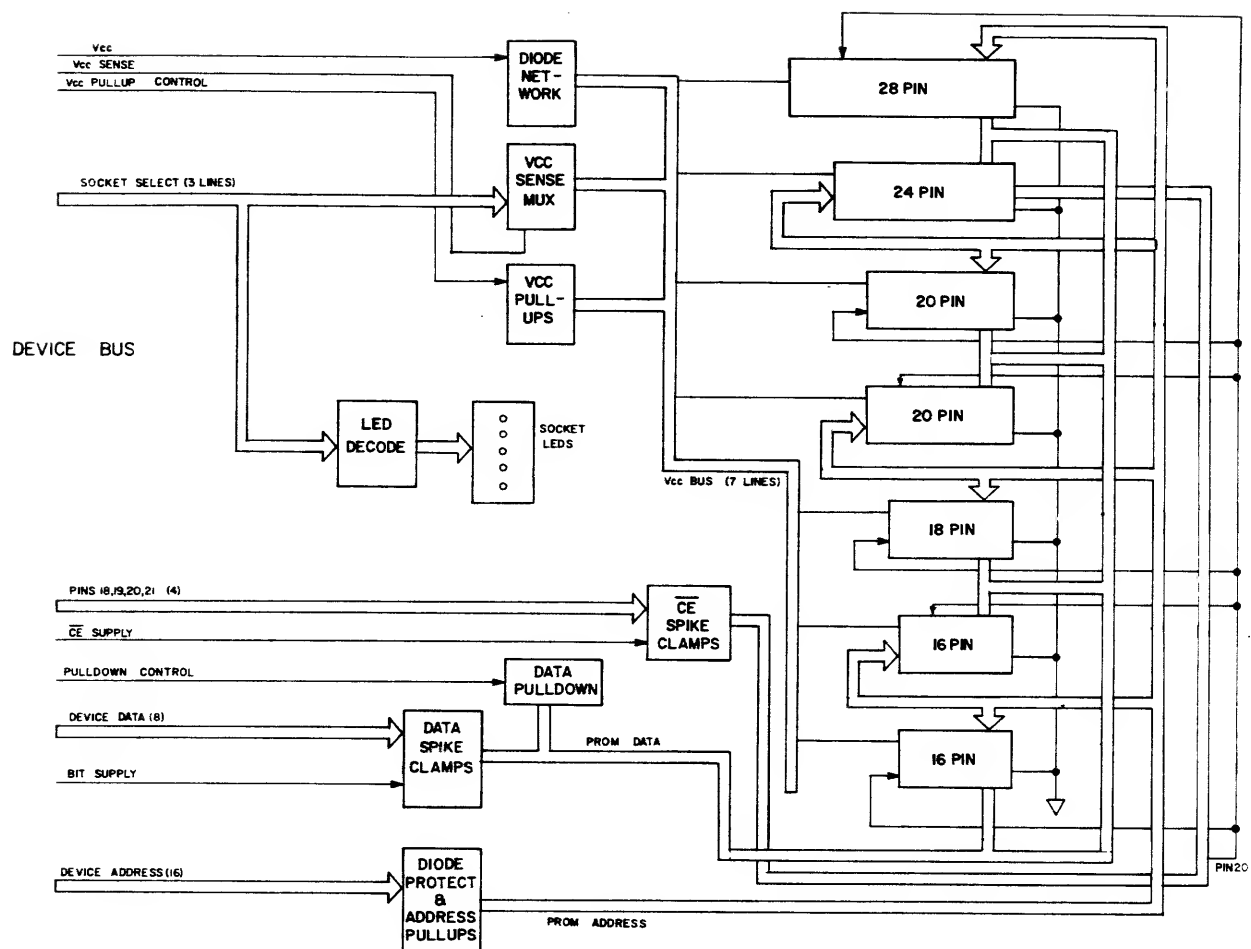 Vcc
Vcc SENSE
Vcc PULLUP CONTROL
DIODE
NET-
WORK
28 PIN
VCC
SENSE
MUX
SOCKET SELECT (3 LINES)
24 PIN
VCC
PULL-
UPS
20 PIN
DEVICE BUS
20 PIN
LED
DECODE
SOCKET
LEDS
Vcc BUS (7 LINES)
18 PIN
PINS 18,19,20,21 (4)
CE SUPPLY
CE
SPIKE
CLAMPS
16 PIN
PULLDOWN CONTROL
DATA
PULLDOWN
DEVICE DATA (8)
DATA
SPIKE
CLAMPS
PROM DATA
16 PIN
BIT SUPPLY
DEVICE ADDRESS (16)
DIODE
PROTECT
&
ADDRESS
PULLUPS
PROM ADDRESS
PIN 20